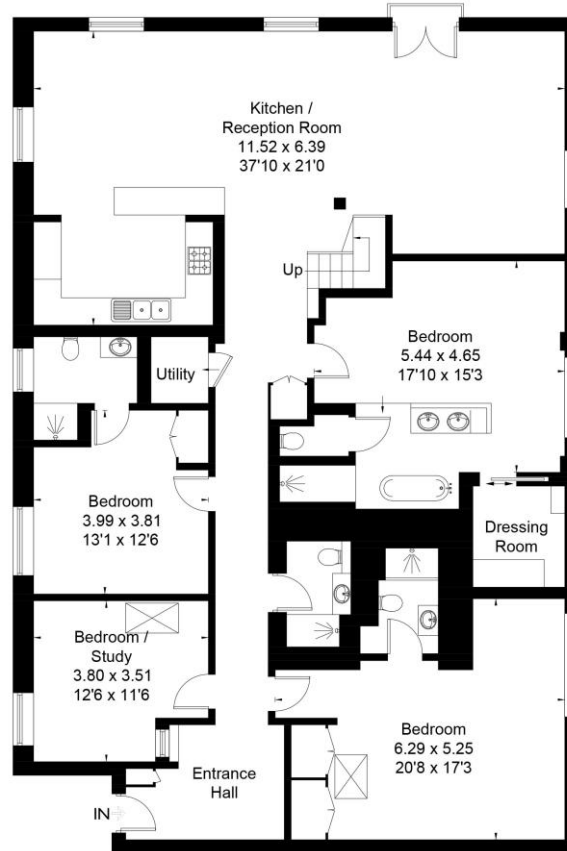 Kitchen /
Reception Room
11.52 x 6.39
37'10 x 21'0
Up
Bedroom
5.44 x 4.65
17'10 x 15'3
Utility
Bedroom
3.99 x 3.81
13'1 x 12'6
Dressing
Room
Bedroom /
Study
3.80 x 3.51
12'6 x 11'6
Bedroom
6.29 x 5.25
20'8 x 17'3
Entrance
Hall
IN